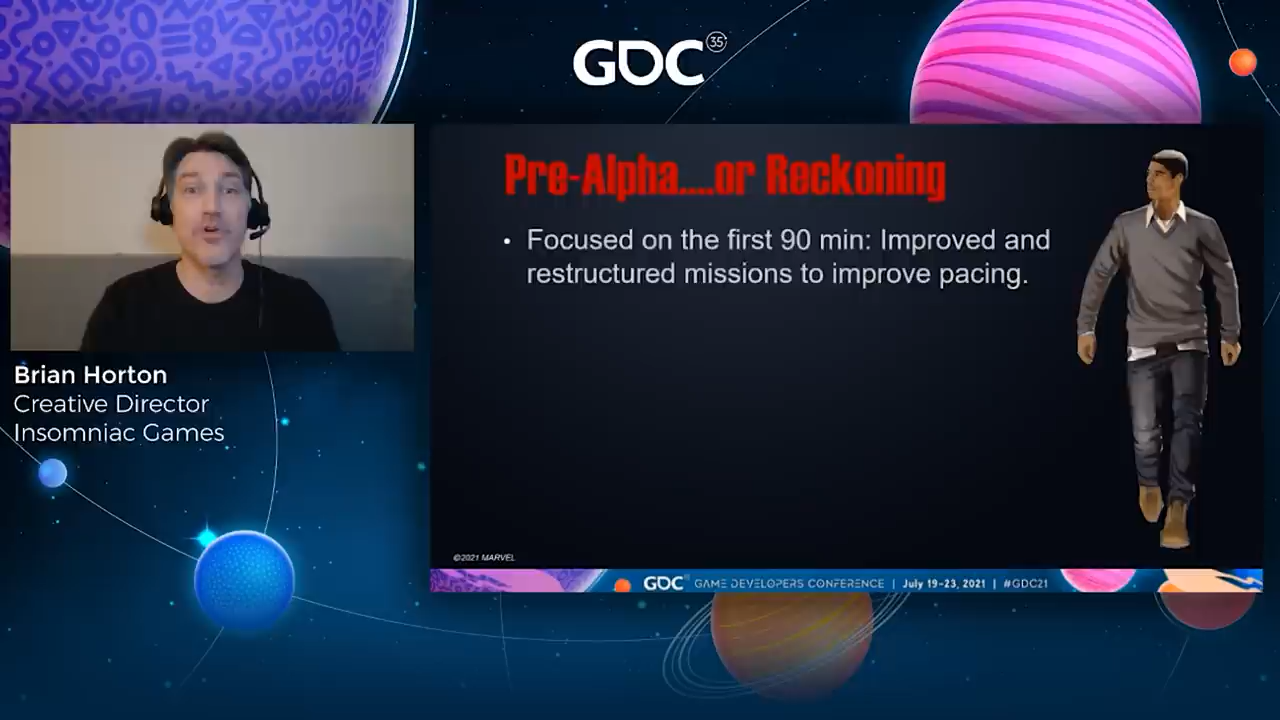 GDC 35
Pre-Alpha....or Reckoning
• Focused on the first 90 min: Improved and
restructured missions to improve pacing.
Brian Horton
Creative Director
Insomniac Games
©2021 MARVEL
GDC GAME DEVELOPERS CONFERENCE | July 19-23, 2021 | #GDC21